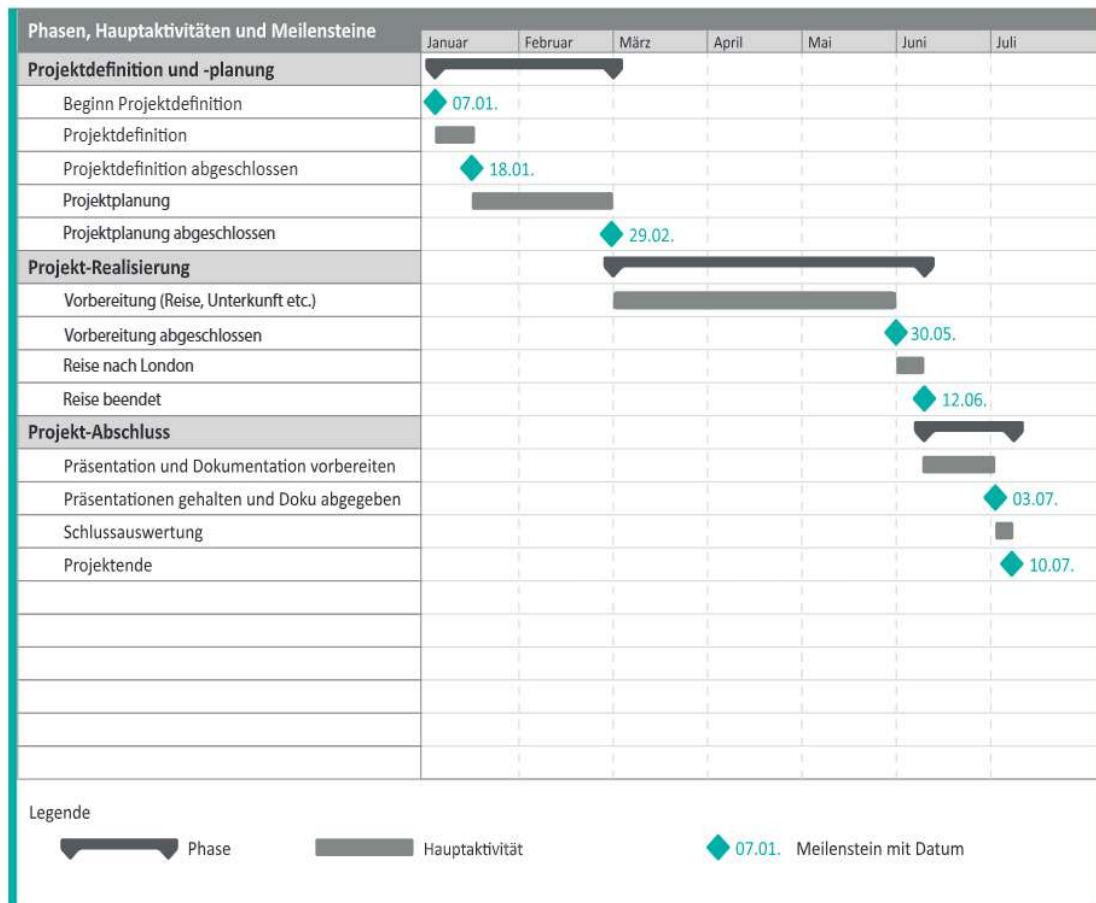 Phasen, Hauptaktivitäten und Meilensteine
Januar Februar März April Mai Juni Juli
Projektdefinition und -planung
Beginn Projektdefinition 07.01.
Projektdefinition
Projektdefinition abgeschlossen 18.01.
Projektplanung
Projektplanung abgeschlossen 29.02.
Projekt-Realisierung
Vorbereitung (Reise, Unterkunft etc.)
Vorbereitung abgeschlossen 30.05.
Reise nach London
Reise beendet 12.06.
Projekt-Abschluss
Präsentation und Dokumentation vorbereiten
Präsentationen gehalten und Doku abgegeben 03.07.
Schlussauswertung
Projektende 10.07.
Legende
Phase Hauptaktivität 07.01. Meilenstein mit Datum